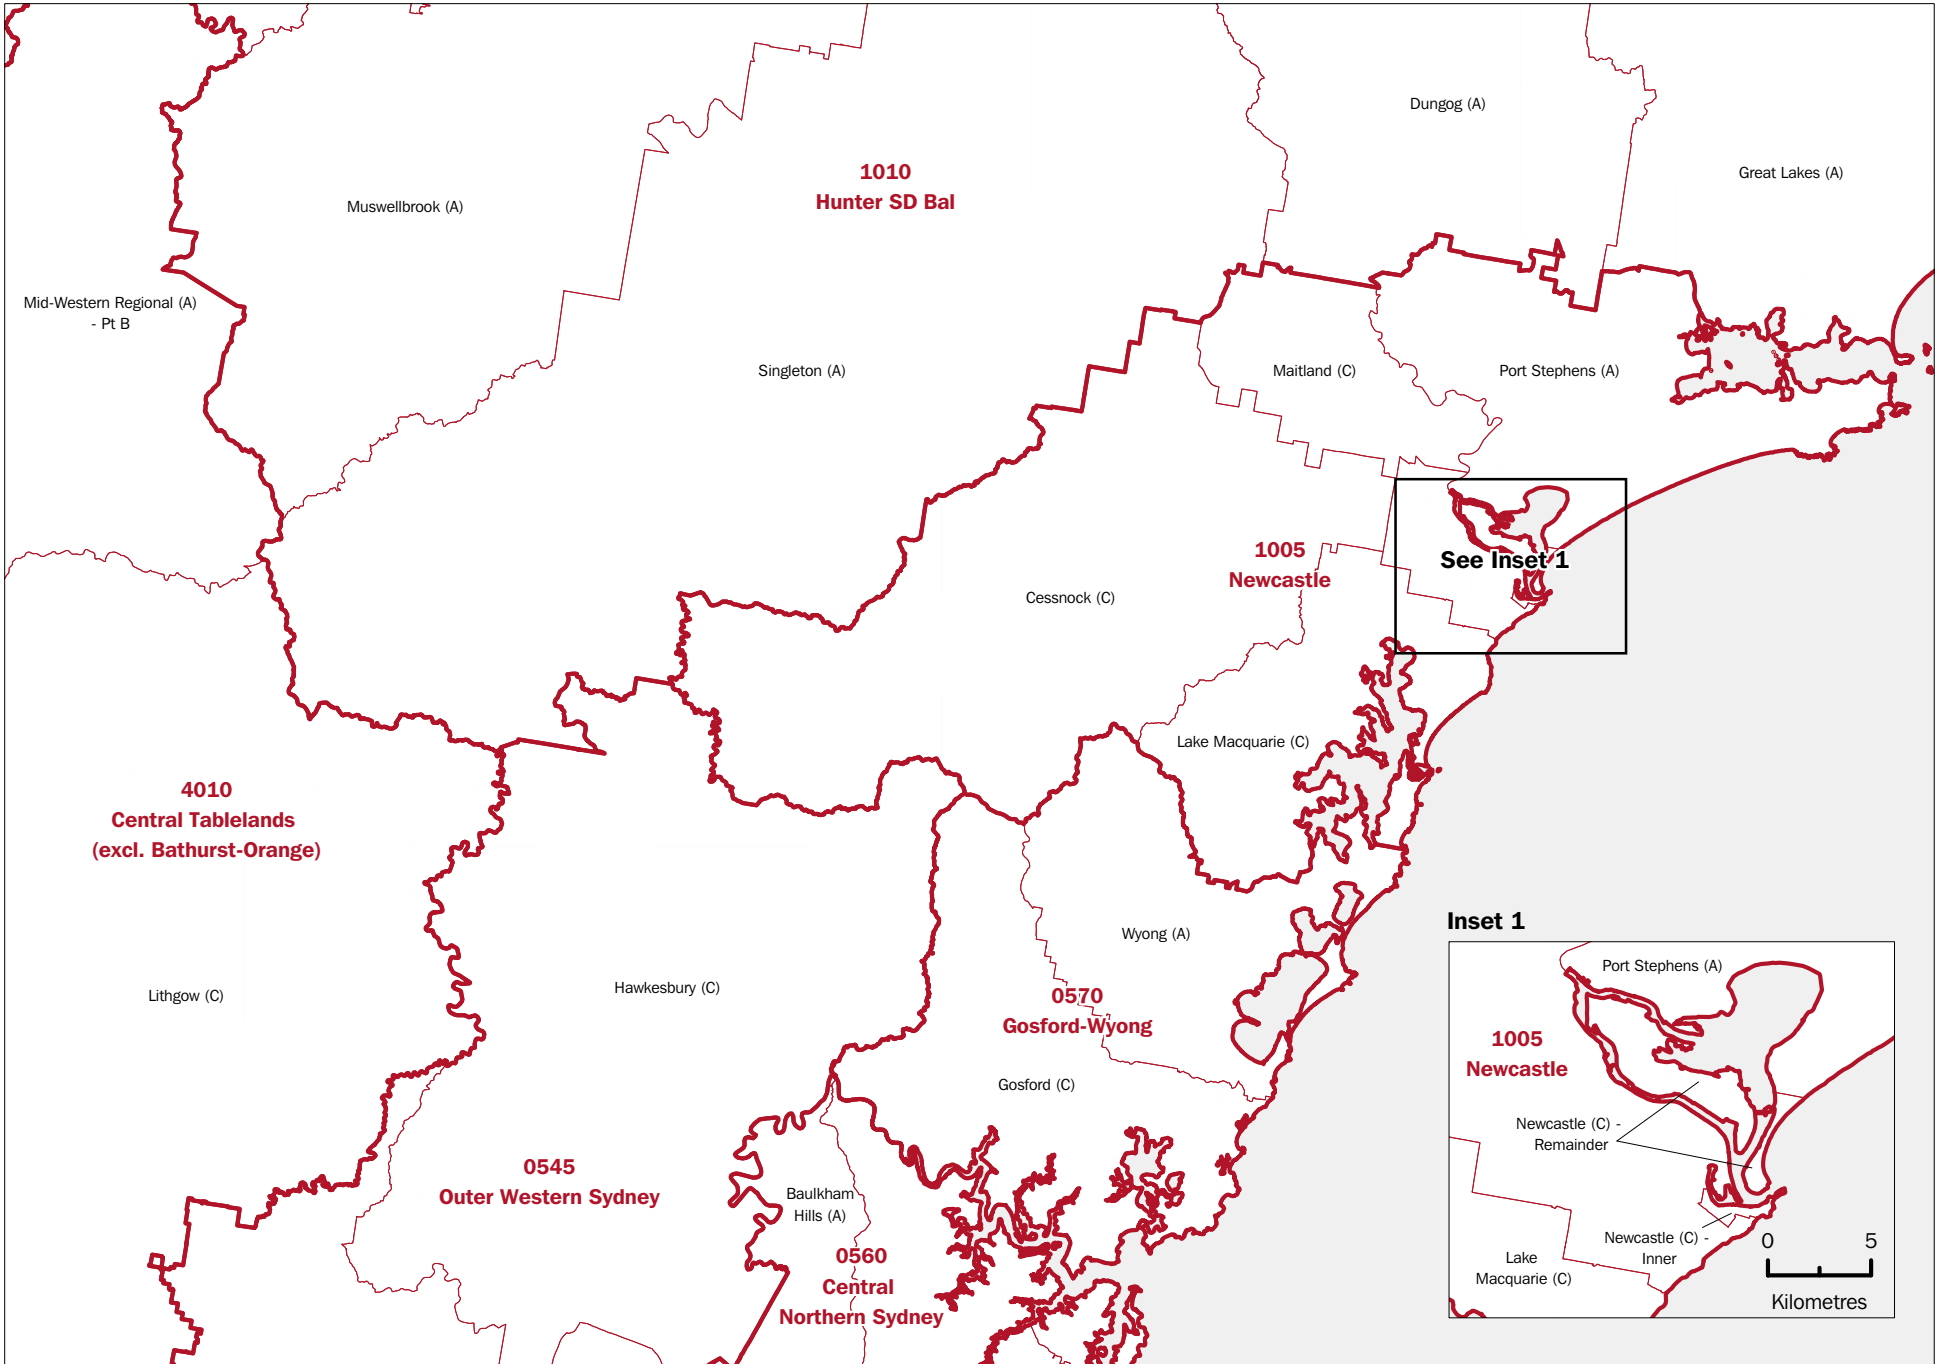 Dungog (A)
Great Lakes (A)
1010
Hunter SD Bal
Muswellbrook (A)
Mid-Western Regional (A)
- Pt B
Singleton (A)
Maitland (C)
Port Stephens (A)
1005
Newcastle
See Inset 1
Cessnock (C)
Lake Macquarie (C)
4010
Central Tablelands
(excl. Bathurst-Orange)
Wyong (A)
Lithgow (C)
Hawkesbury (C)
0570
Gosford-Wyong
Gosford (C)
0545
Outer Western Sydney
Baulkham
Hills (A)
0560
Central
Northern Sydney
Inset 1
Port Stephens (A)
1005
Newcastle
Newcastle (C) -
Remainder
Newcastle (C) -
Inner
Lake
Macquarie (C)
0 5
Kilometres